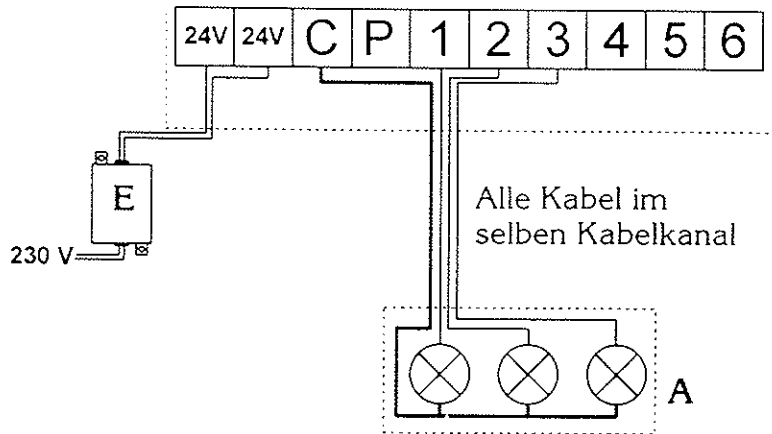 24V 24V C P 1 2 3 4 5 6
E
Alle Kabel im
selben Kabelkanal
230 V
A